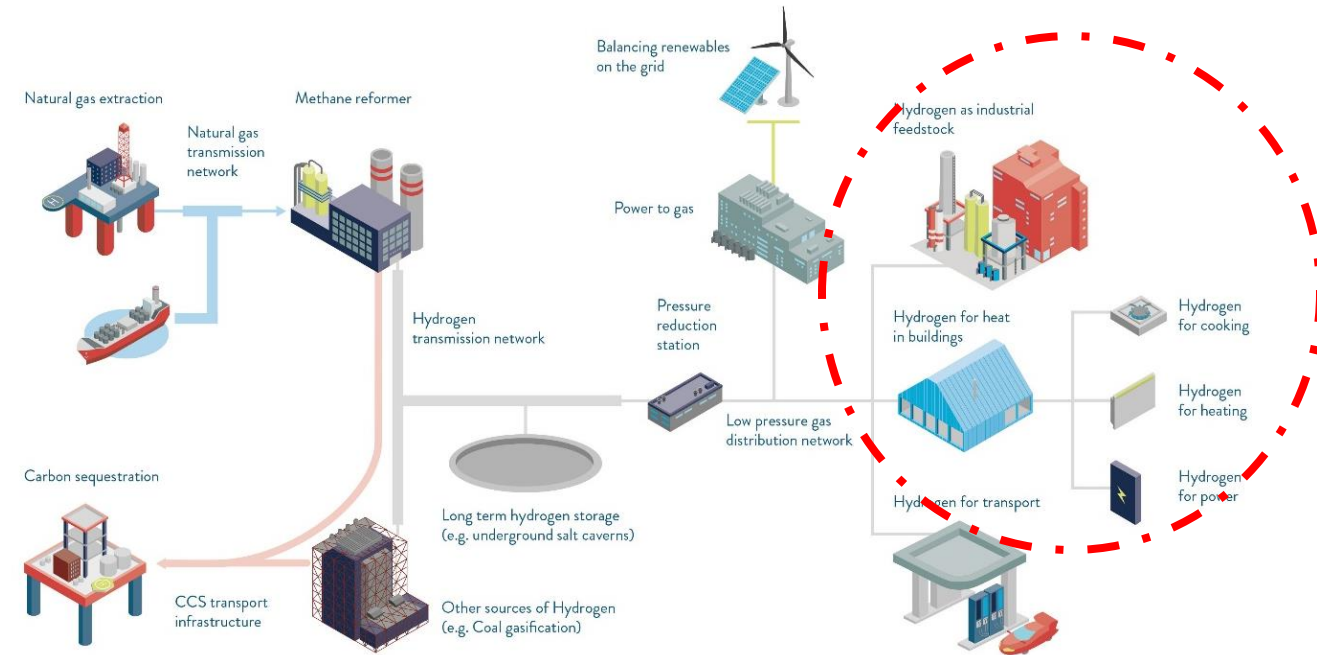 Balancing renewables
on the grid
Natural gas extraction
Methane reformer
Natural gas
transmission
network
Hydrogen as industrial
feedstock
Power to gas
Hydrogen
transmission network
Pressure
reduction
station
Hydrogen for heat
in buildings
Hydrogen
for cooking
Hydrogen
for heating
Low pressure gas
distribution network
Carbon sequestration
Hydrogen
for power
Hydrogen for transport
Long term hydrogen storage
(e.g. underground salt caverns)
CCS transport
infrastructure
Other sources of Hydrogen
(e.g. Coal gasification)
H